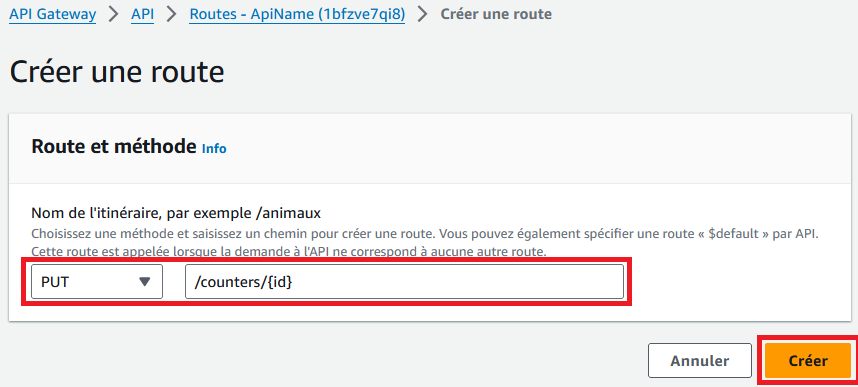 API Gateway > API > Routes - ApiName (1bfzve7qi8) > Créer une route
Créer une route
Route et méthode Info
Nom de l'itinéraire, par exemple /animaux
Choisissez une méthode et saisissez un chemin pour créer une route. Vous pouvez également spécifier une route « $default » par API.
Cette route est appelée lorsque la demande à l'API ne correspond à aucune autre route.
PUT /counters/{id}
Annuler Créer